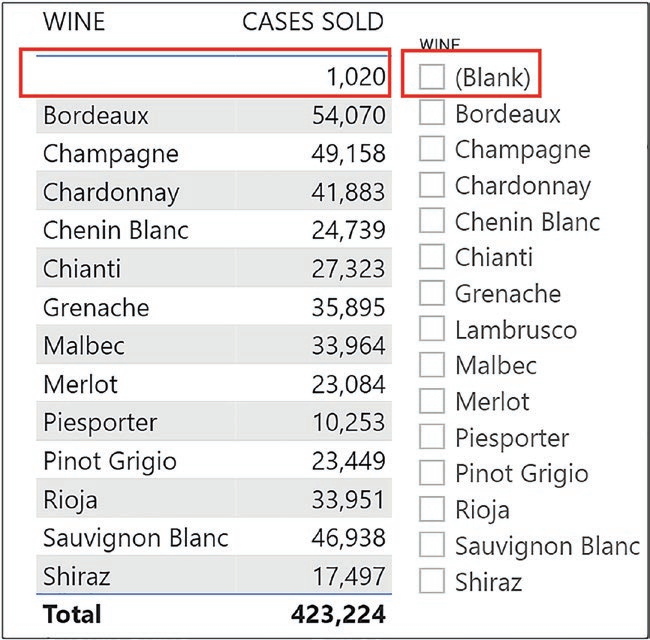 WINE CASES SOLD
1,020
Bordeaux 54,070
Champagne 49,158
Chardonnay 41,883
Chenin Blanc 24,739
Chianti 27,323
Grenache 35,895
Malbec 33,964
Merlot 23,084
Piesporter 10,253
Pinot Grigio 23,449
Rioja 33,951
Sauvignon Blanc 46,938
Shiraz 17,497
Total 423,224
WINE
(Blank)
Bordeaux
Champagne
Chardonnay
Chenin Blanc
Chianti
Grenache
Lambrusco
Malbec
Merlot
Piesporter
Pinot Grigio
Rioja
Sauvignon Blanc
Shiraz